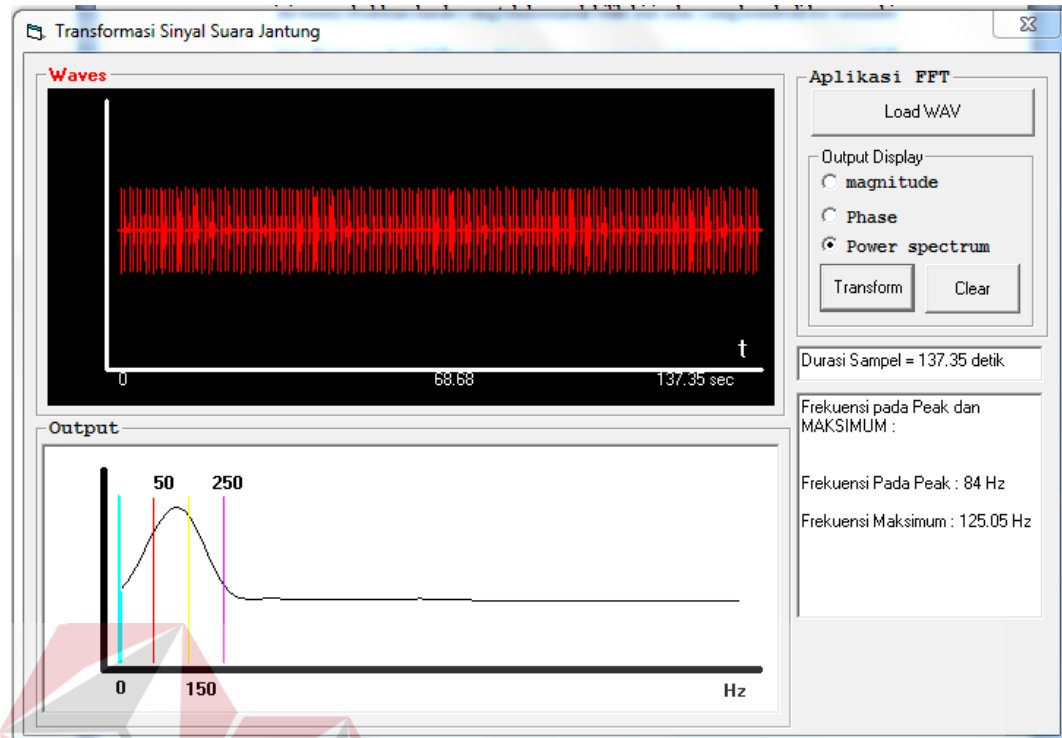 Transformasi Sinyal Suara Jantung
Waves
t
0 68.68 137.35 sec
Aplikasi FFT
Load WAV
Output Display
magnitude
Phase
Power spectrum
Transform Clear
Durasi Sampel = 137.35 detik
Frekuensi pada Peak dan
MAKSIMUM :
Frekuensi Pada Peak : 84 Hz
Frekuensi Maksimum : 125.05 Hz
Output
50 250
0 150 Hz